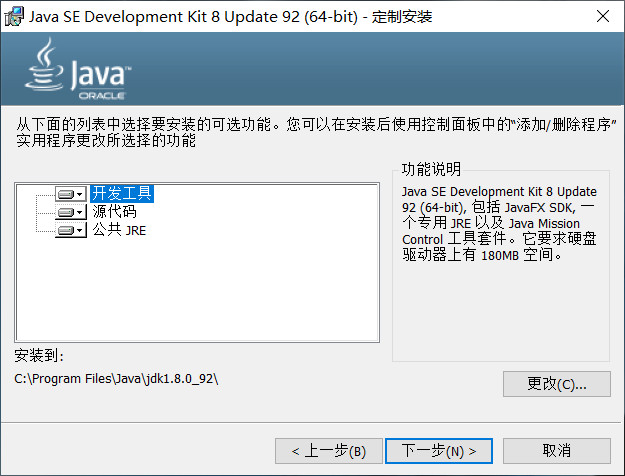 Java SE Development Kit 8 Update 92 (64-bit) - 定制安装
Java™
ORACLE
从下面的列表中选择要安装的可选功能。您可以在安装后使用控制面板中的“添加/删除程序”
实用程序更改所选择的功能
开发工具
源代码
公共 JRE
功能说明
Java SE Development Kit 8 Update
92 (64-bit), 包括 JavaFX SDK, 一
个专用 JRE 以及 Java Mission
Control 工具套件。它要求硬盘
驱动器上有 180MB 空间。
安装到:
C:\Program Files\Java\jdk1.8.0_92\
更改(C)...
< 上一步(B)
下一步(N) >
取消